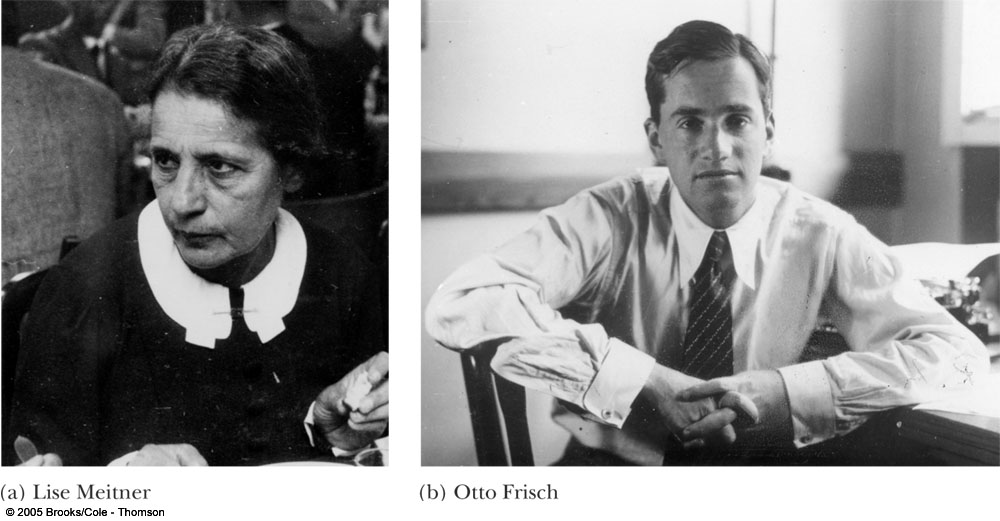 (a) Lise Meitner
(b) Otto Frisch
© 2005 Brooks/Cole - Thomson